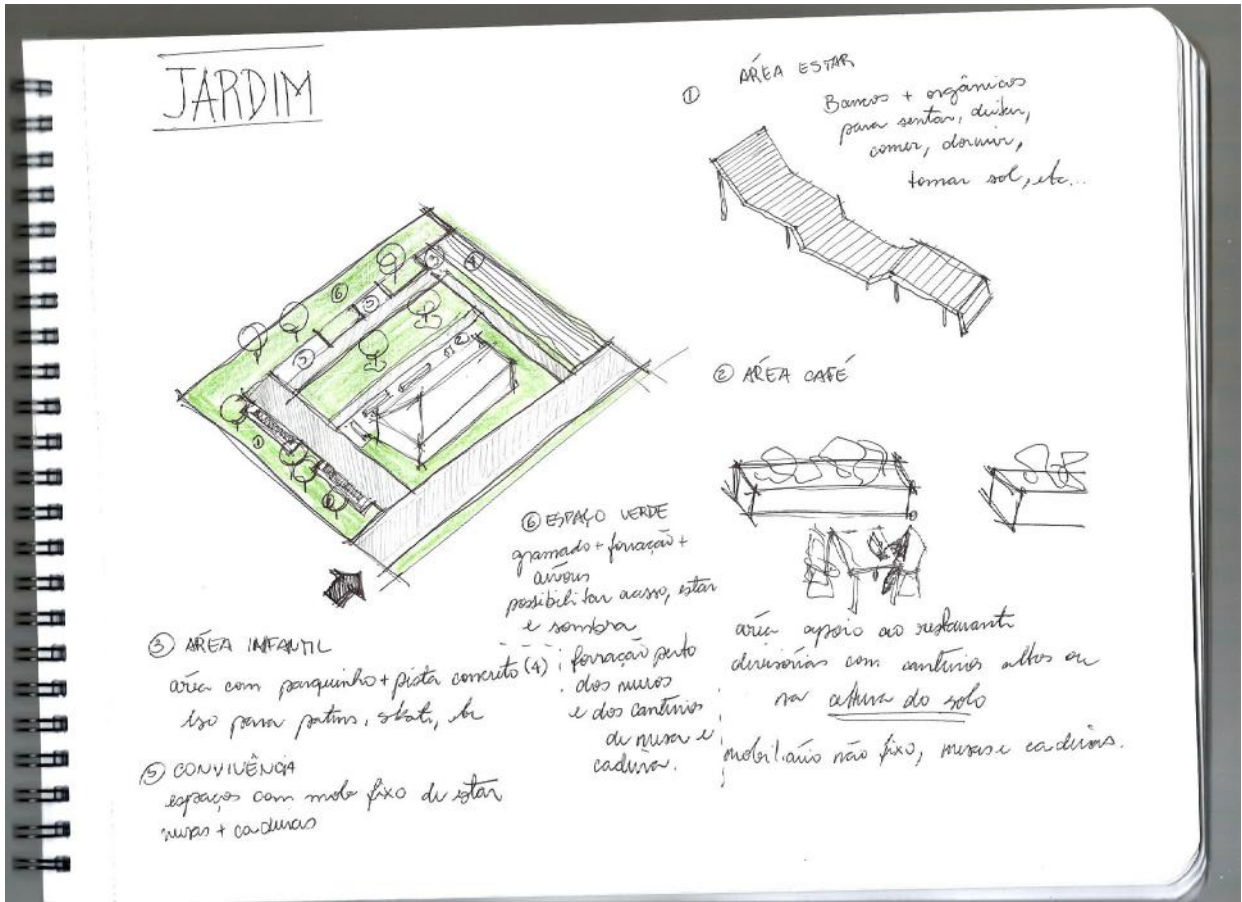 JARDIM
① ÁREA ESTAR
Bancos + orgânicos
para sentar, deitar,
comer, dormir,
tomar sol, etc...
② ÁREA CAFÉ
área apoio ao restaurante
divisórias com canteiros altos ou
na altura do solo
mobiliário não fixo, mesas e cadeiras.
⑥ ESPAÇO VERDE
gramado + forração +
árvores
possibilitar acesso, estar
e sombra
forração perto
dos muros
e dos canteiros
de mesa e
cadeira.
③ ÁREA INFANTIL
área com parquinho + pista concreto (4)
liso para patins, skate, etc
⑤ CONVIVÊNCIA
espaços com mob fixo de estar
mesas + cadeiras